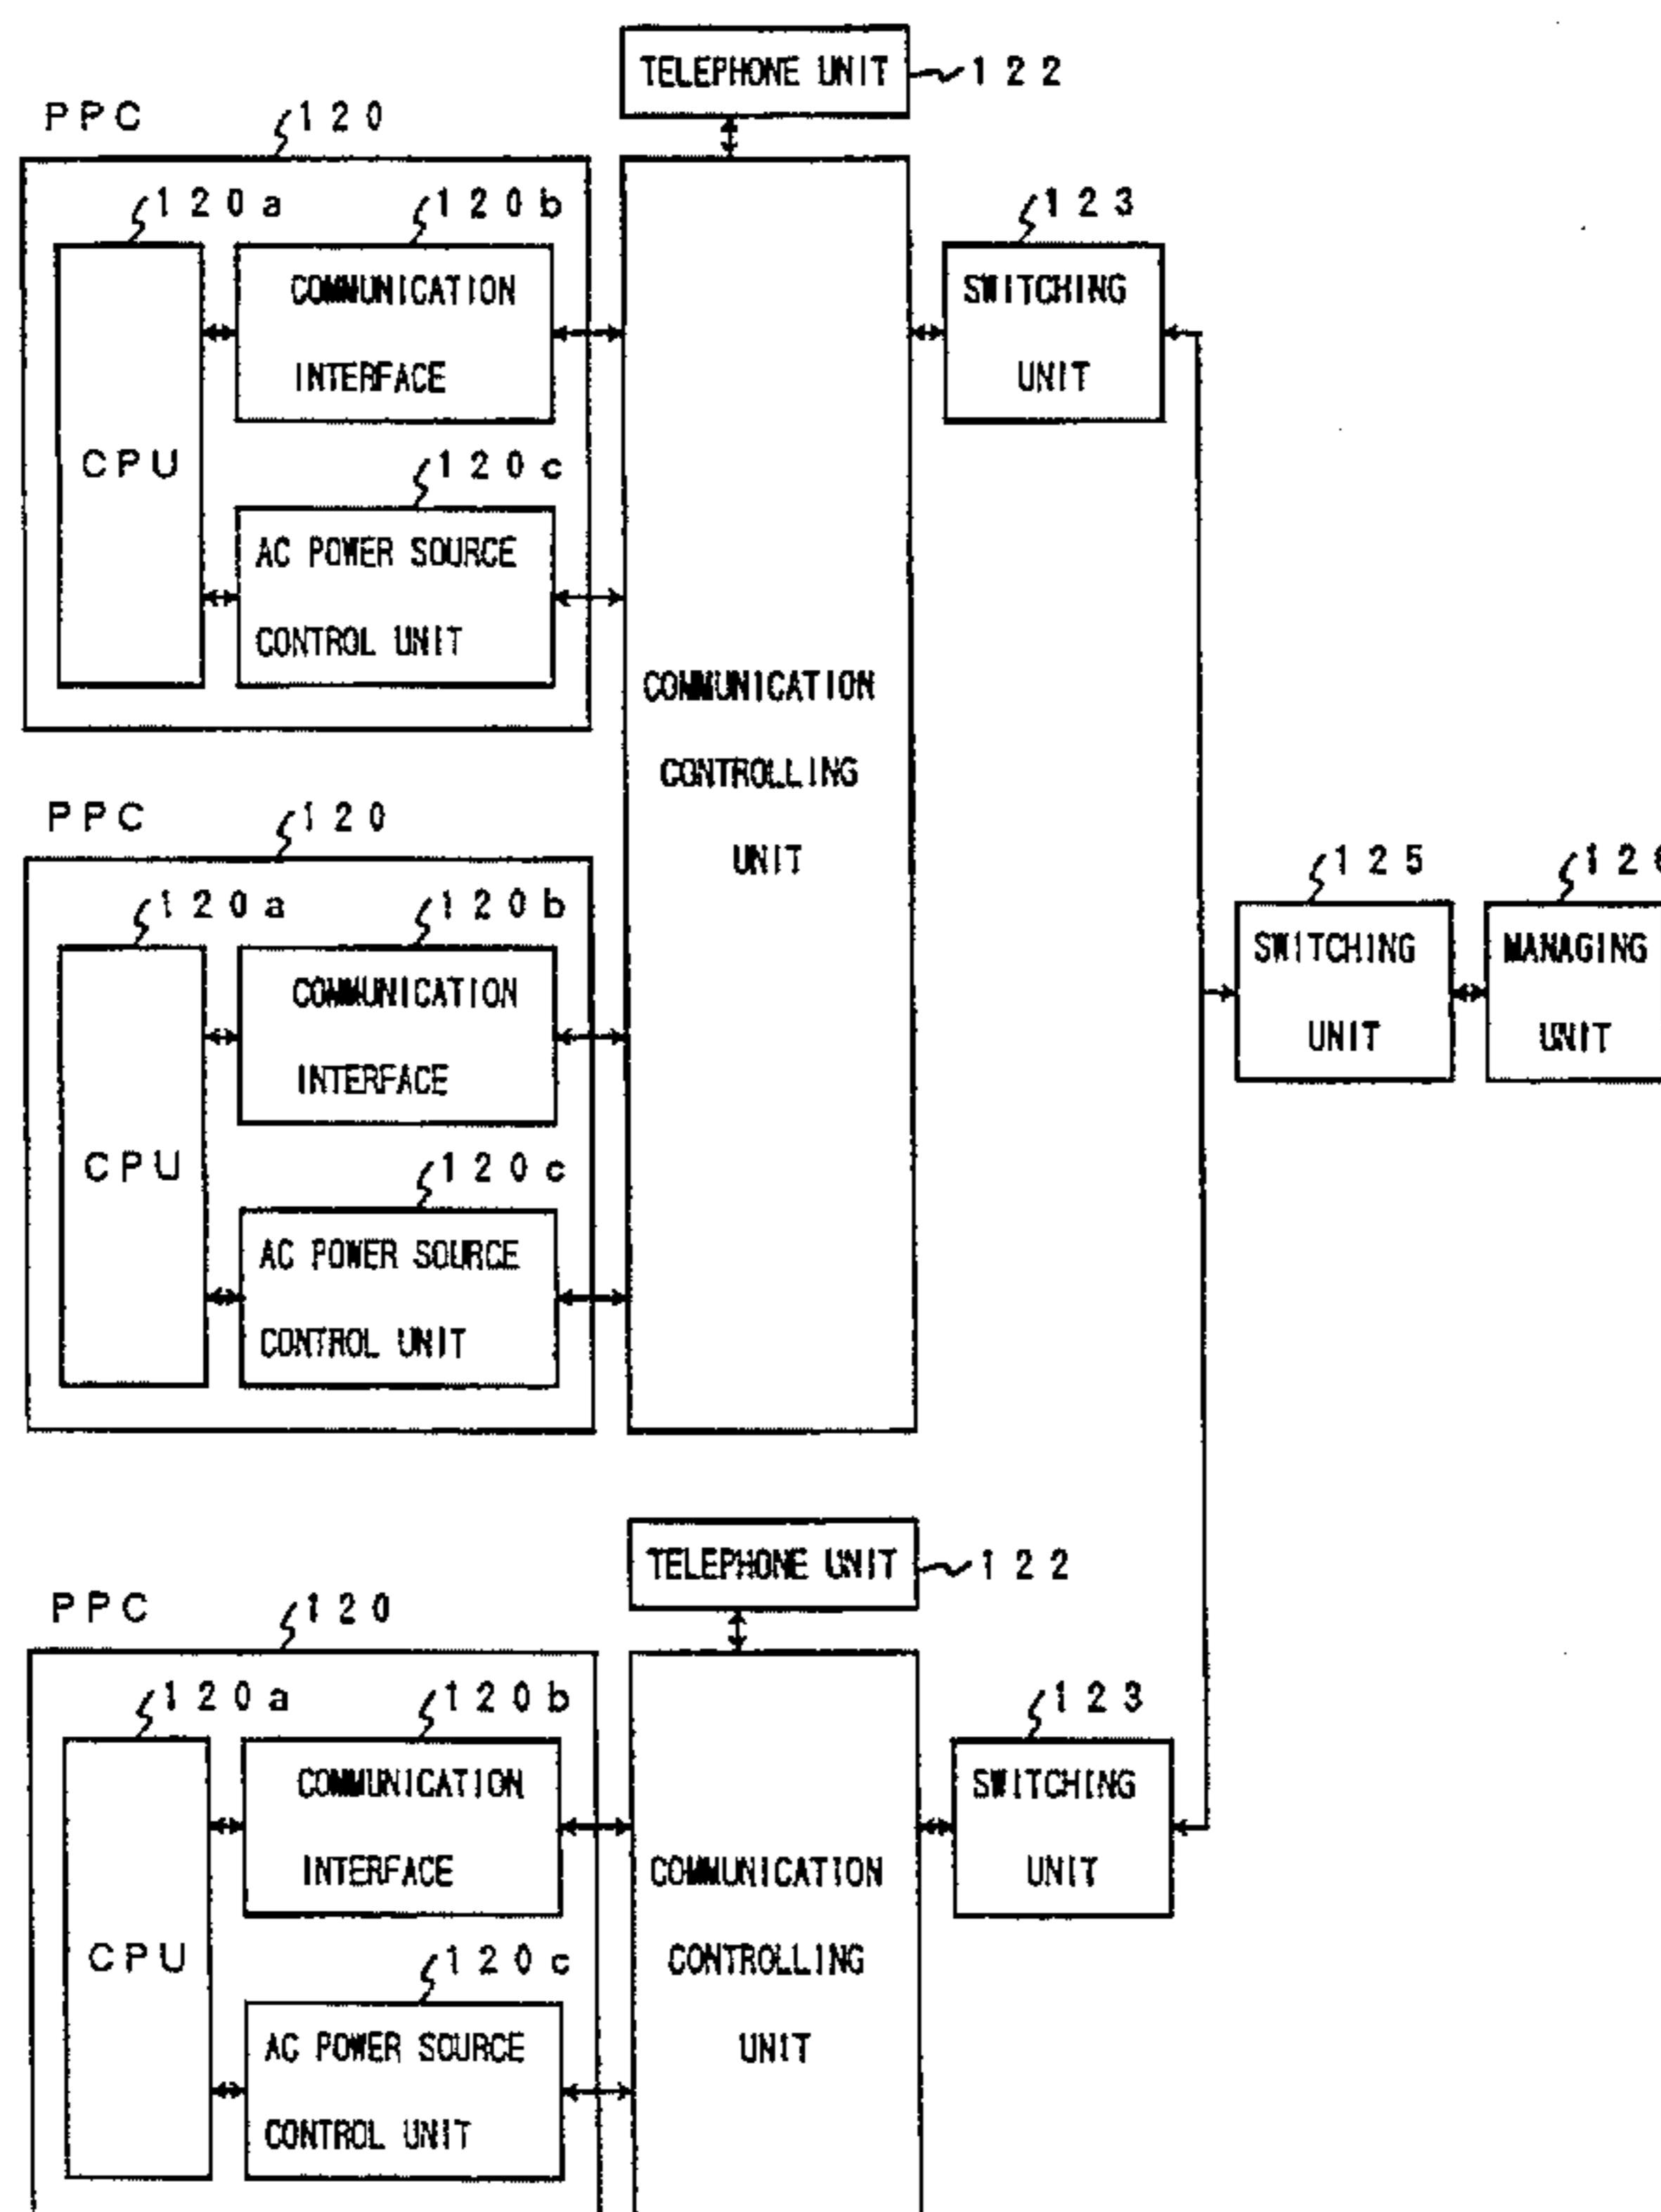 TELEPHONE UNIT
122
PPC
120
120a
120b
123
COMMUNICATION
INTERFACE
SWITCHING
UNIT
CPU
120c
AC POWER SOURCE
CONTROL UNIT
COMMUNICATION
CONTROLLING
UNIT
PPC
120
120a
120b
125
SWITCHING
UNIT
MANAGING
UNIT
COMMUNICATION
INTERFACE
CPU
120c
AC POWER SOURCE
CONTROL UNIT
TELEPHONE UNIT
122
PPC
120
120a
120b
123
COMMUNICATION
INTERFACE
SWITCHING
UNIT
COMMUNICATION
CONTROLLING
UNIT
CPU
120c
AC POWER SOURCE
CONTROL UNIT